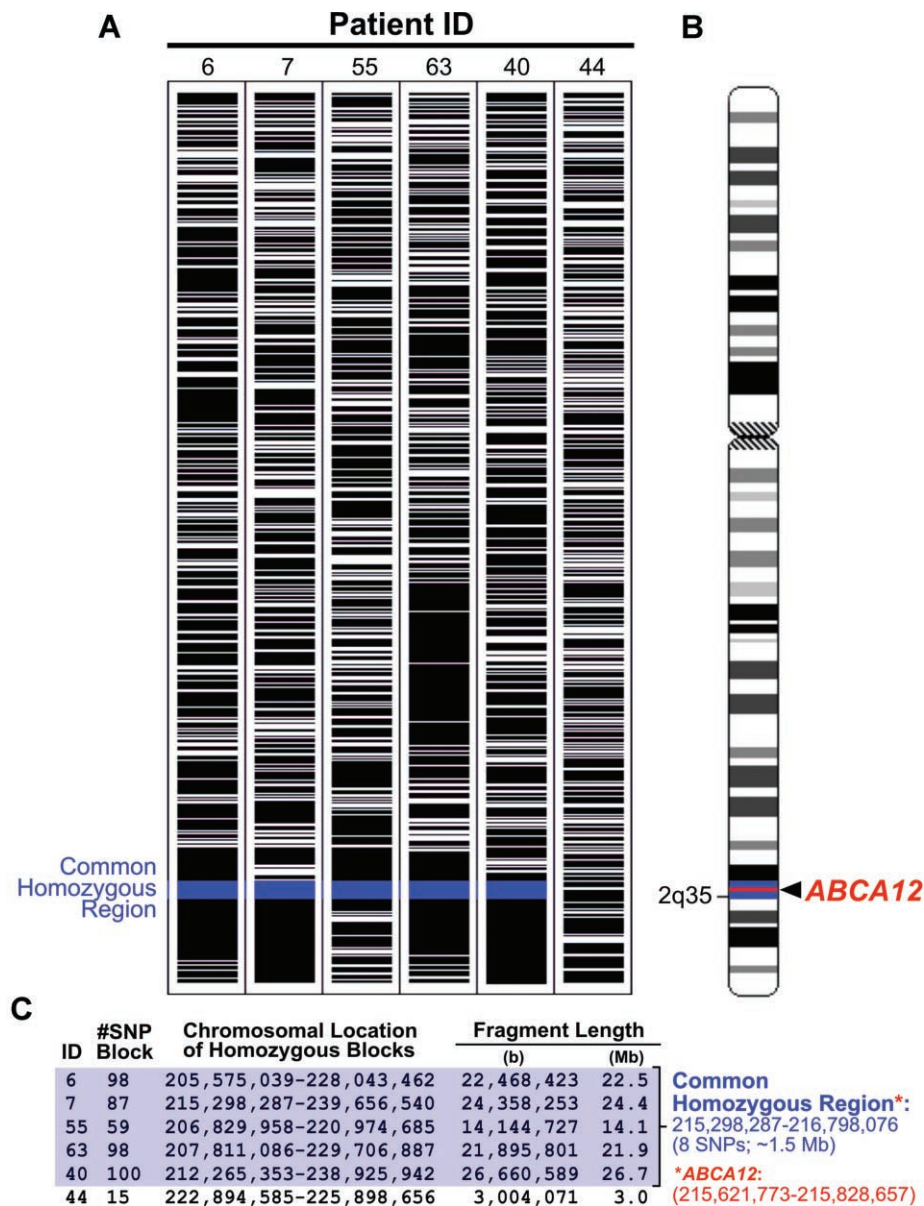 A
Patient ID
B
6 7 55 63 40 44
Common
Homozygous
Region
2q35
ABCA12
C
ID #SNP Block Chromosomal Location of Homozygous Blocks Fragment Length
(b) (Mb)
6 98 205,575,039-228,043,462 22,468,423 22.5
7 87 215,298,287-239,656,540 24,358,253 24.4
55 59 206,829,958-220,974,685 14,144,727 14.1
63 98 207,811,086-229,706,887 21,895,801 21.9
40 100 212,265,353-238,925,942 26,660,589 26.7
44 15 222,894,585-225,898,656 3,004,071 3.0
Common
Homozygous Region*:
215,298,287-216,798,076
(8 SNPs; ~1.5 Mb)
*ABCA12:
(215,621,773-215,828,657)